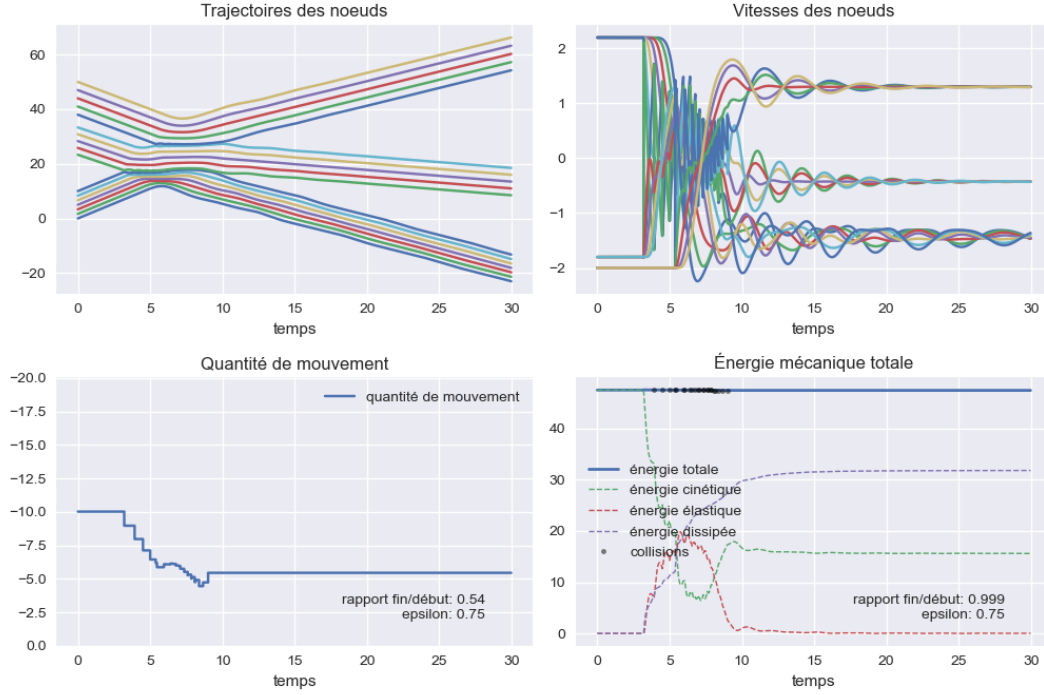 Trajectoires des noeuds
60
40
20
0
−20
0 5 10 15 20 25 30
temps
Vitesses des noeuds
2
1
0
−1
−2
0 5 10 15 20 25 30
temps
Quantité de mouvement
−20.0
−17.5
−15.0
−12.5
−10.0
−7.5
−5.0
−2.5
0.0
quantité de mouvement
rapport fin/début: 0.54
epsilon: 0.75
0 5 10 15 20 25 30
temps
Énergie mécanique totale
40
30
20
10
0
énergie totale
énergie cinétique
énergie élastique
énergie dissipée
collisions
rapport fin/début: 0.999
epsilon: 0.75
0 5 10 15 20 25 30
temps